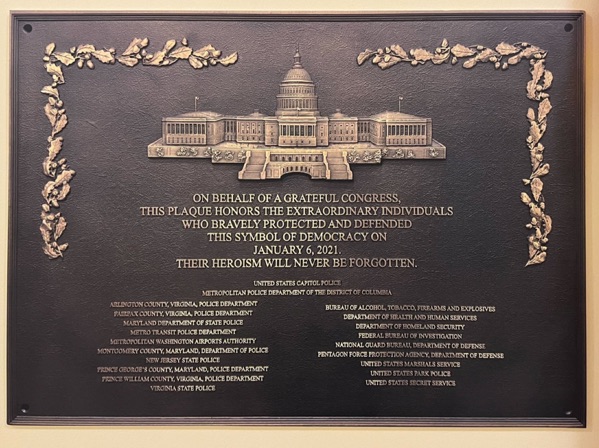 ON BEHALF OF A GRATEFUL CONGRESS,
THIS PLAQUE HONORS THE EXTRAORDINARY INDIVIDUALS
WHO BRAVELY PROTECTED AND DEFENDED
THIS SYMBOL OF DEMOCRACY ON
JANUARY 6, 2021.
THEIR HEROISM WILL NEVER BE FORGOTTEN.
UNITED STATES CAPITOL POLICE
METROPOLITAN POLICE DEPARTMENT OF THE DISTRICT OF COLUMBIA
ARLINGTON COUNTY, VIRGINIA, POLICE DEPARTMENT
FAIRFAX COUNTY, VIRGINIA, POLICE DEPARTMENT
MARYLAND DEPARTMENT OF STATE POLICE
METRO TRANSIT POLICE DEPARTMENT
METROPOLITAN WASHINGTON AIRPORTS AUTHORITY
MONTGOMERY COUNTY, MARYLAND, DEPARTMENT OF POLICE
NEW JERSEY STATE POLICE
PRINCE GEORGE'S COUNTY, MARYLAND, POLICE DEPARTMENT
PRINCE WILLIAM COUNTY, VIRGINIA, POLICE DEPARTMENT
VIRGINIA STATE POLICE
BUREAU OF ALCOHOL, TOBACCO, FIREARMS AND EXPLOSIVES
DEPARTMENT OF HEALTH AND HUMAN SERVICES
DEPARTMENT OF HOMELAND SECURITY
FEDERAL BUREAU OF INVESTIGATION
NATIONAL GUARD BUREAU, DEPARTMENT OF DEFENSE
PENTAGON FORCE PROTECTION AGENCY, DEPARTMENT OF DEFENSE
UNITED STATES MARSHALS SERVICE
UNITED STATES PARK POLICE
UNITED STATES SECRET SERVICE